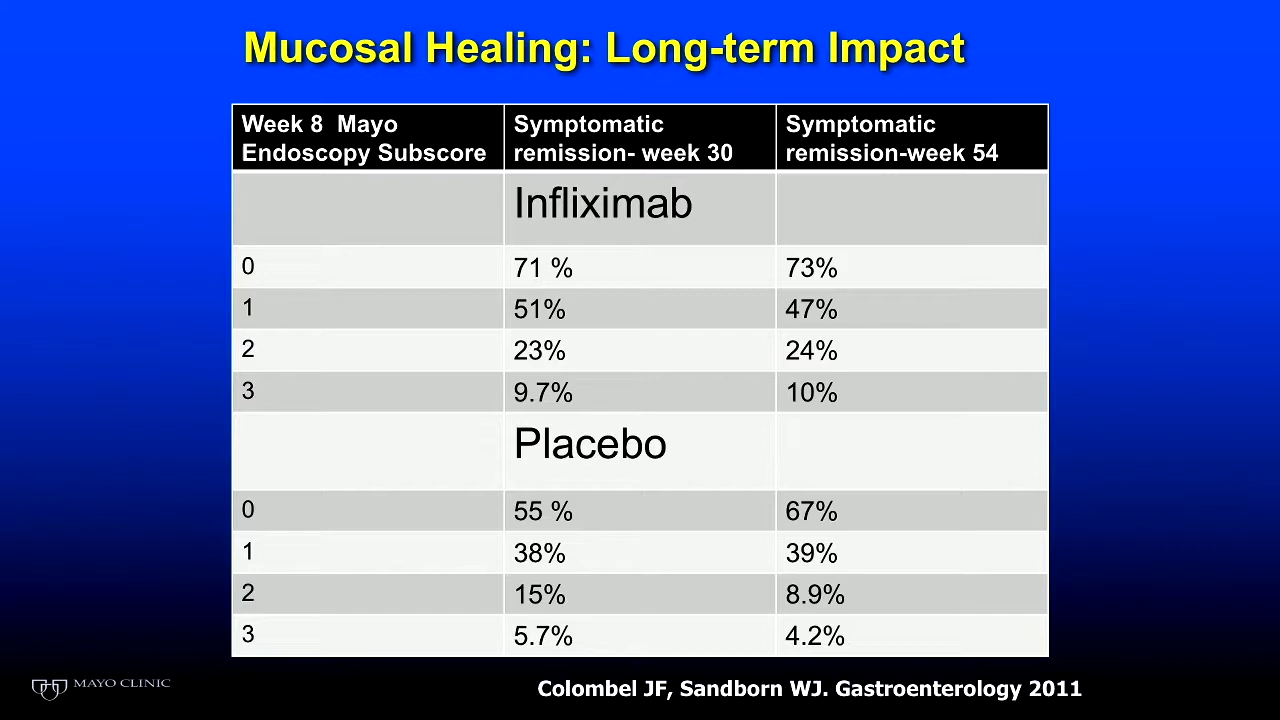 Mucosal Healing: Long-term Impact
Week 8 Mayo Endoscopy Subscore
Symptomatic remission- week 30
Symptomatic remission-week 54
Infliximab
0 71 % 73%
1 51% 47%
2 23% 24%
3 9.7% 10%
Placebo
0 55 % 67%
1 38% 39%
2 15% 8.9%
3 5.7% 4.2%
MAYO CLINIC
Colombel JF, Sandborn WJ. Gastroenterology 2011